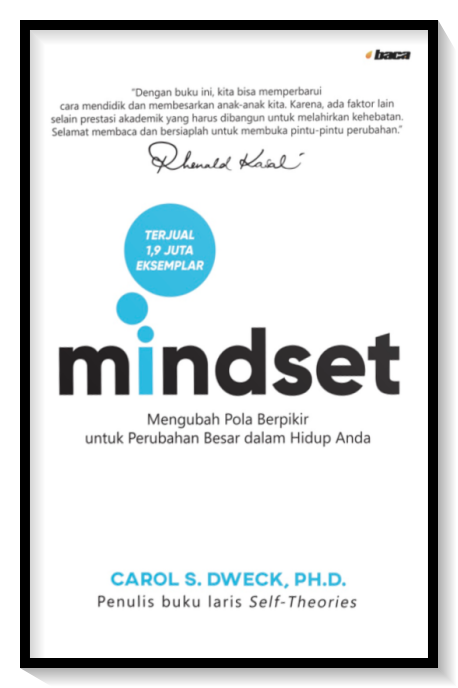 baca
"Dengan buku ini, kita bisa memperbarui
cara mendidik dan membesarkan anak-anak kita. Karena, ada faktor lain
selain prestasi akademik yang harus dibangun untuk melahirkan kehebatan.
Selamat membaca dan bersiaplah untuk membuka pintu-pintu perubahan."
Rhenald Kasali
TERJUAL
1,9 JUTA
EKSEMPLAR
mindset
Mengubah Pola Berpikir
untuk Perubahan Besar dalam Hidup Anda
CAROL S. DWECK, PH.D.
Penulis buku laris Self-Theories